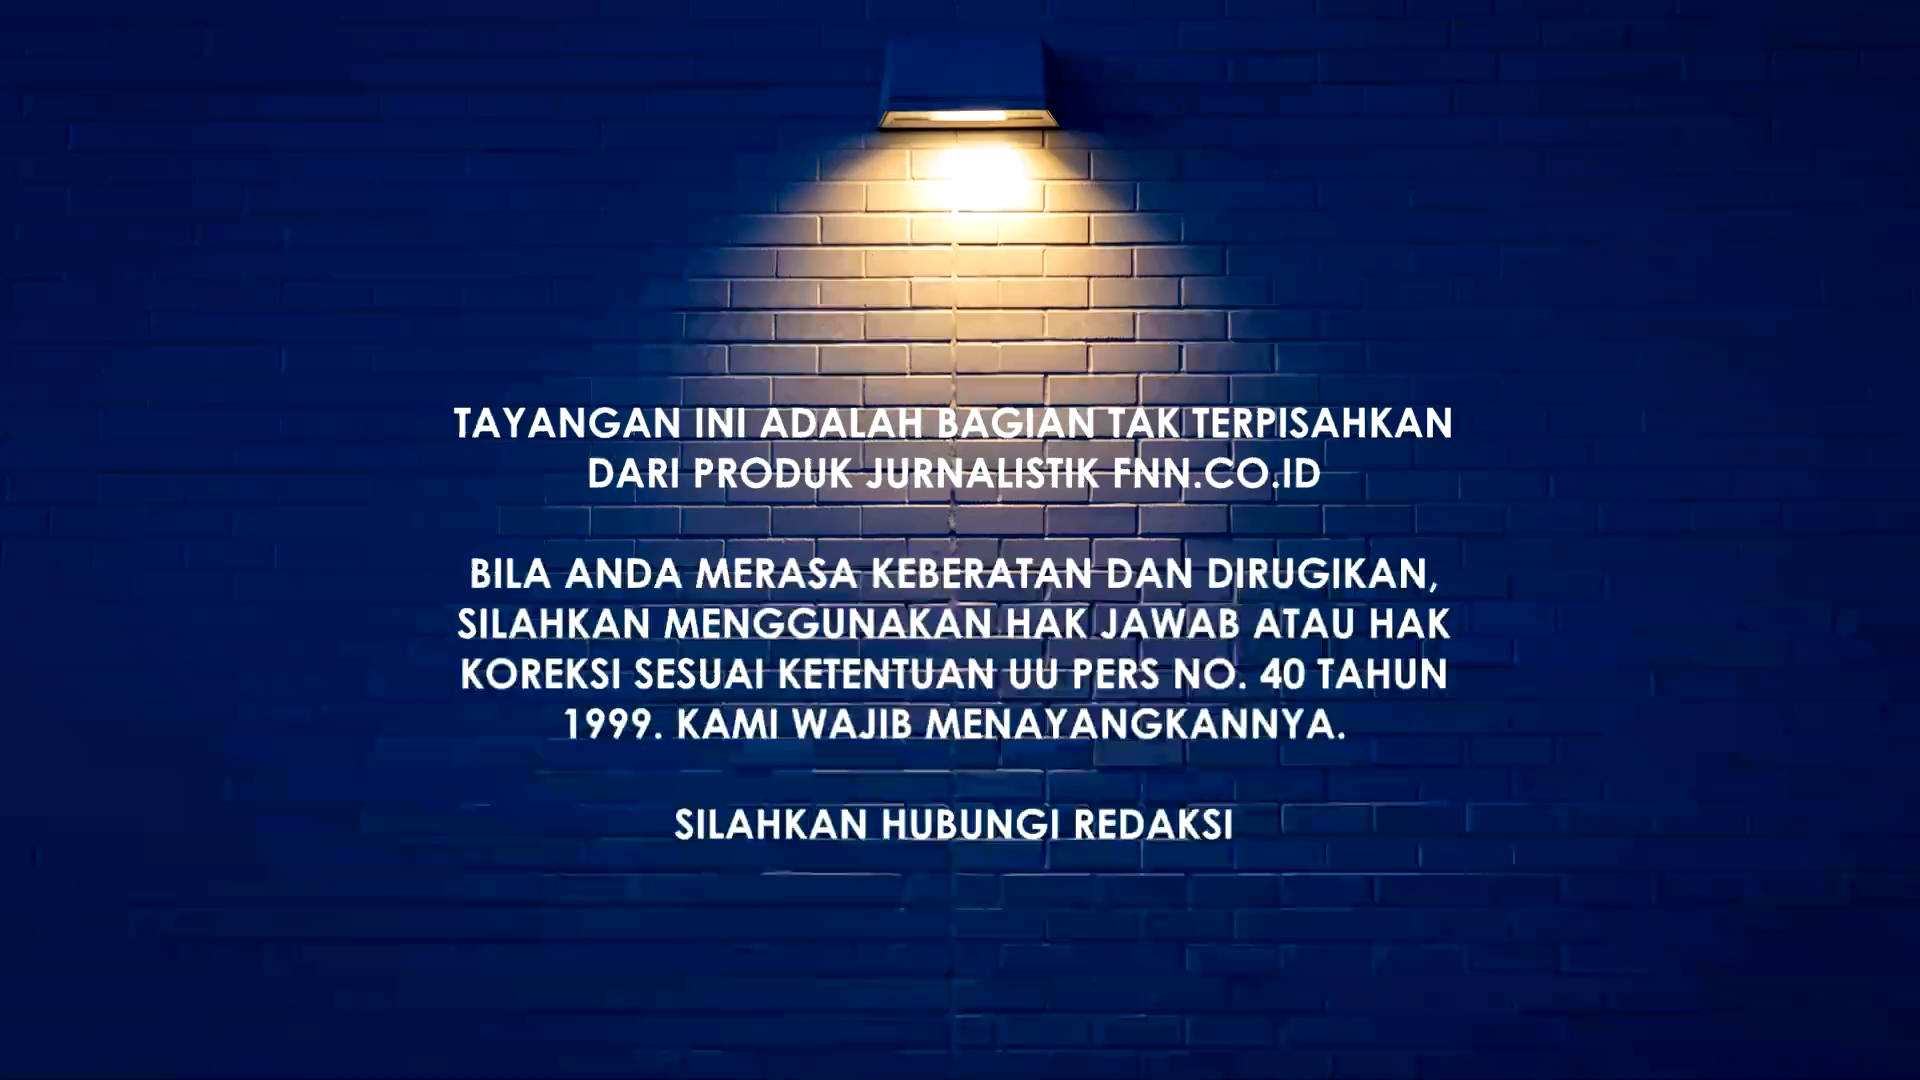 TAYANGAN INI ADALAH BAGIAN TAK TERPISAHKAN
DARI PRODUK JURNALISTIK FNN.CO.ID
BILA ANDA MERASA KEBERATAN DAN DIRUGIKAN,
SILAHKAN MENGGUNAKAN HAK JAWAB ATAU HAK
KOREKSI SESUAI KETENTUAN UU PERS NO. 40 TAHUN
1999. KAMI WAJIB MENAYANGKANNYA.
SILAHKAN HUBUNGI REDAKSI